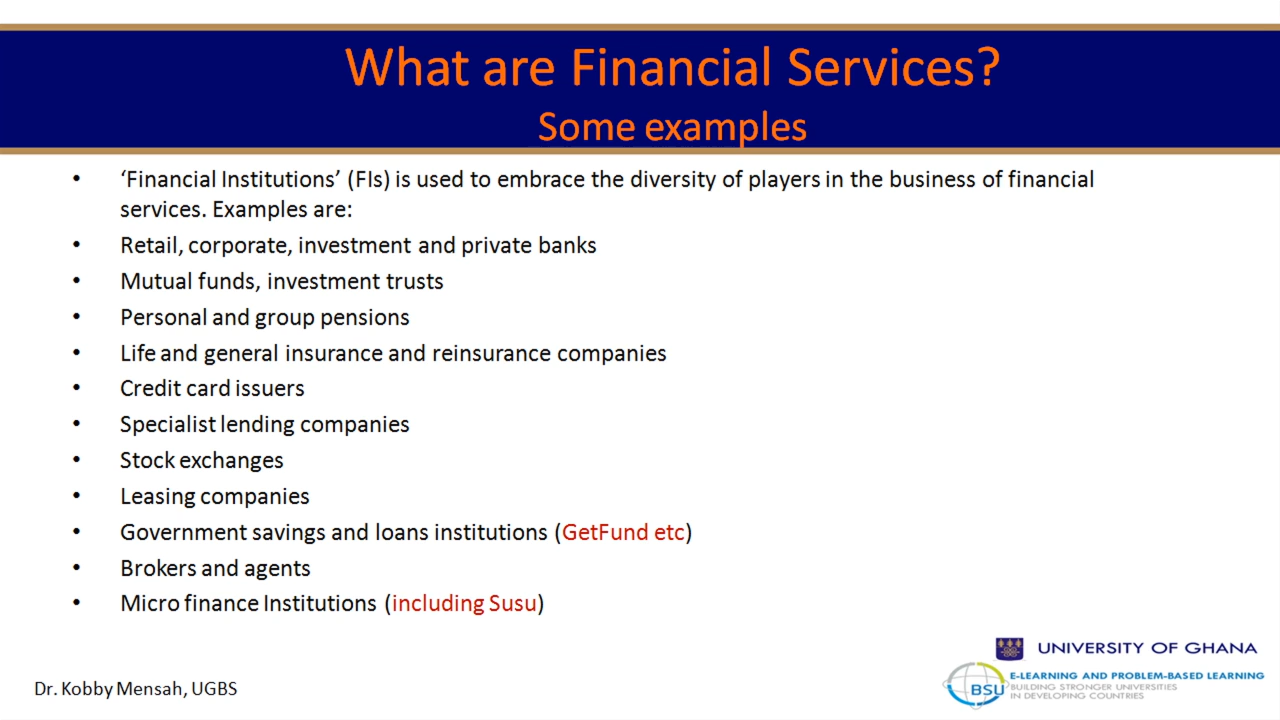 What are Financial Services?
Some examples
• ‘Financial Institutions’ (FIs) is used to embrace the diversity of players in the business of financial
services. Examples are:
• Retail, corporate, investment and private banks
• Mutual funds, investment trusts
• Personal and group pensions
• Life and general insurance and reinsurance companies
• Credit card issuers
• Specialist lending companies
• Stock exchanges
• Leasing companies
• Government savings and loans institutions (GetFund etc)
• Brokers and agents
• Micro finance Institutions (including Susu)
UNIVERSITY OF GHANA
BSU
E-LEARNING AND PROBLEM-BASED LEARNING
BUILDING STRONGER UNIVERSITIES
IN DEVELOPING COUNTRIES
Dr. Kobby Mensah, UGBS